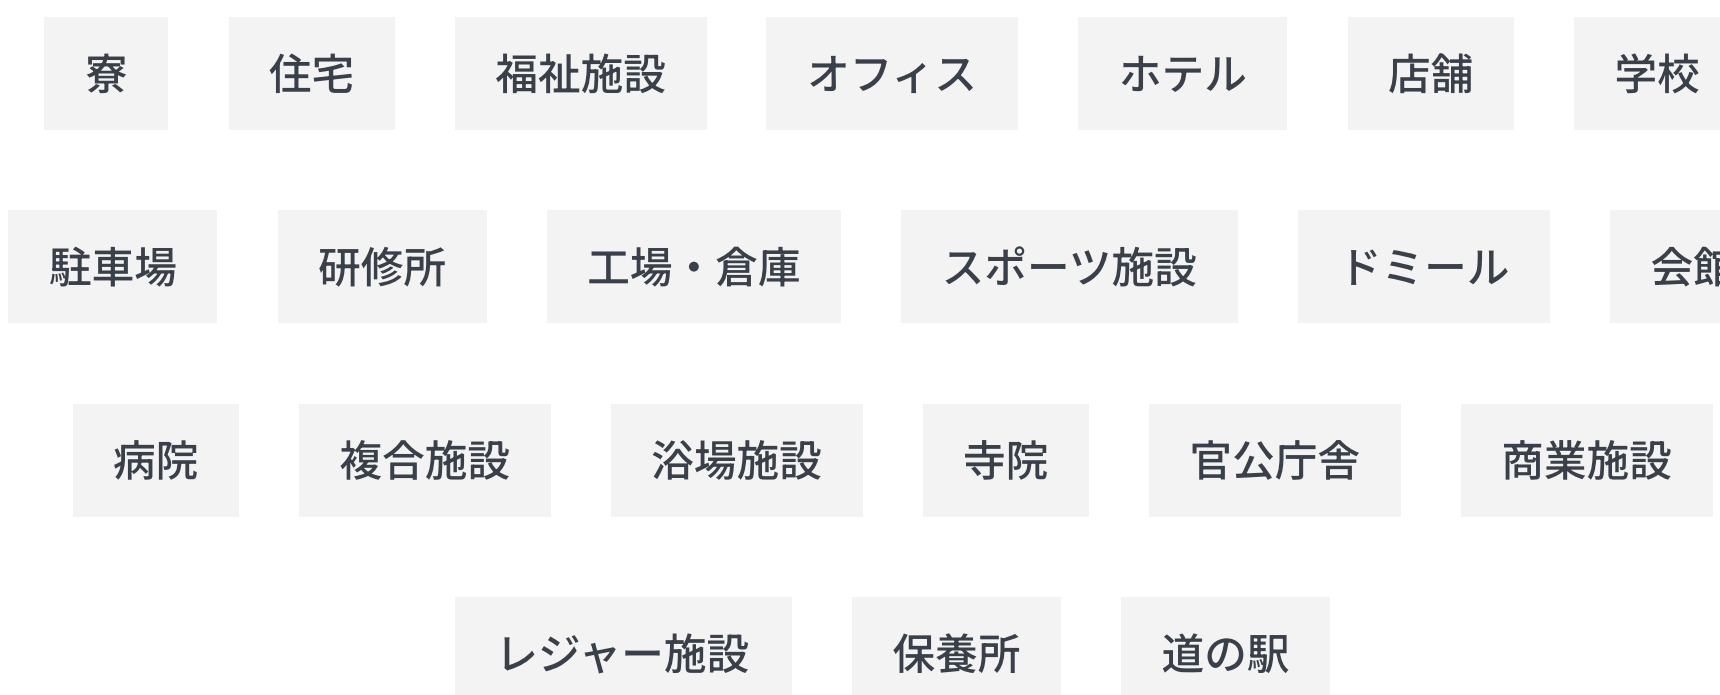 寮 住宅 福祉施設 オフィス ホテル 店舗 学校
駐車場 研修所 工場・倉庫 スポーツ施設 ドミール 会館
病院 複合施設 浴場施設 寺院 官公庁舎 商業施設
レジャー施設 保養所 道の駅